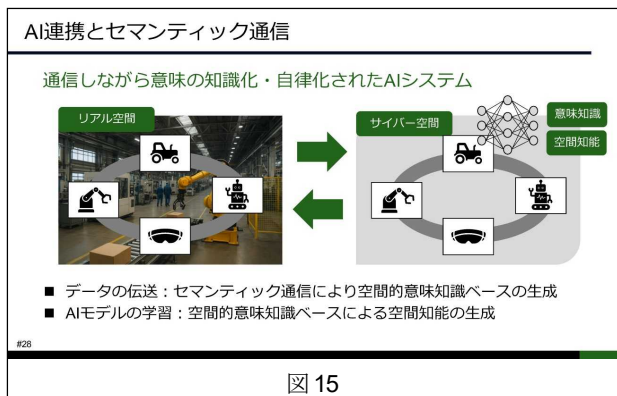 AI連携とセマンティック通信
通信しながら意味の知識化・自律化されたAIシステム
リアル空間
サイバー空間
意味知識
空間知能
■ データの伝送：セマンティック通信により空間的意味知識ベースの生成
■ AIモデルの学習：空間的意味知識ベースによる空間知能の生成
#28
図 15